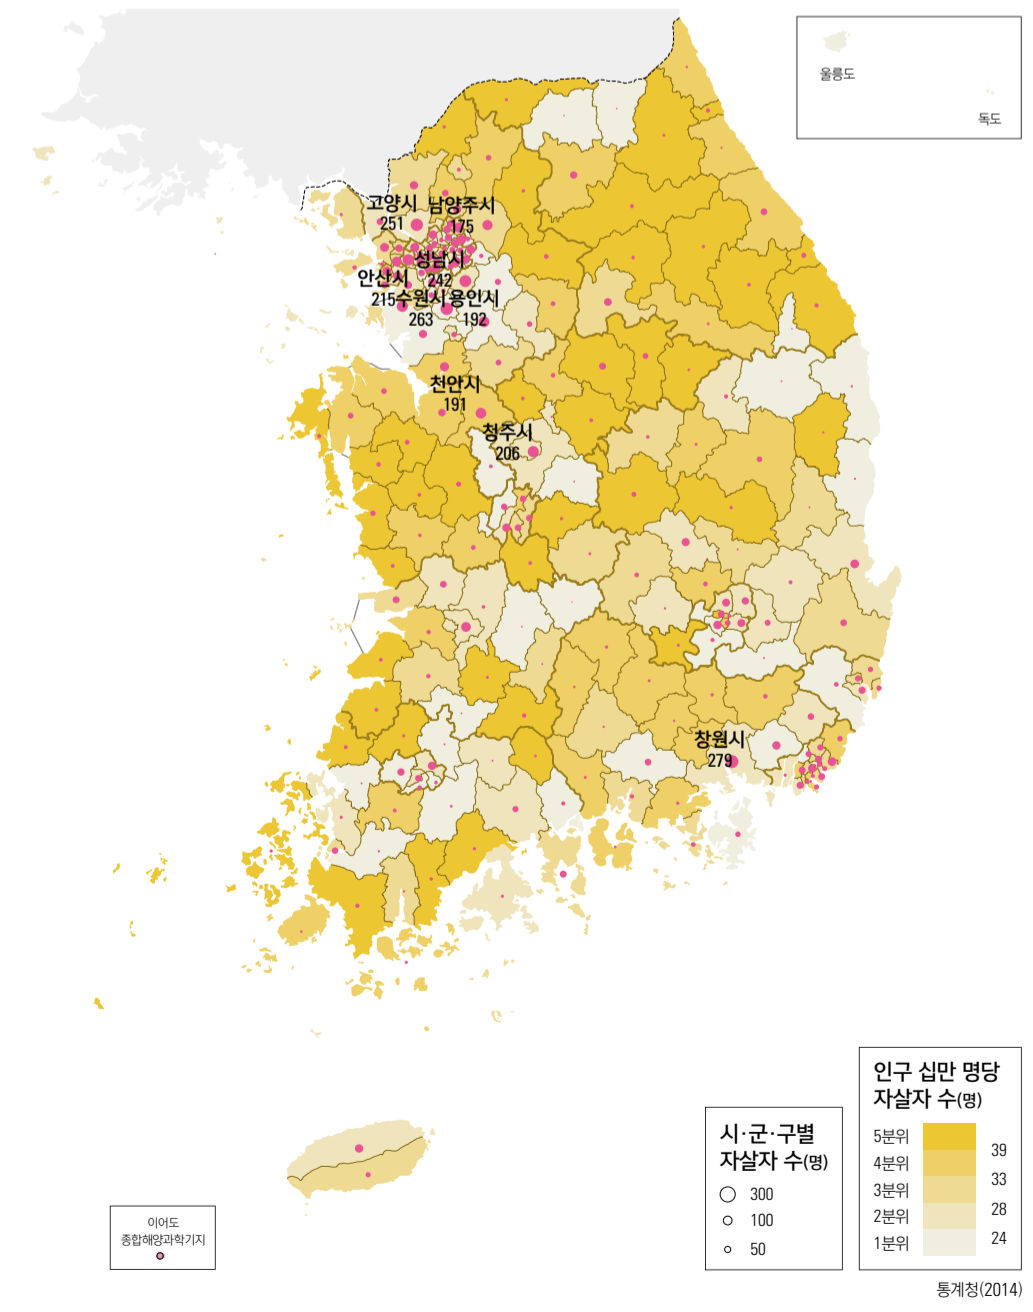 울릉도
독도
고양시
251
남양주시
175
성남시
242
안산시
215
수원시
263
용인시
192
천안시
191
청주시
206
창원시
279
인구 십만 명당
자살자 수(명)
5분위
39
4분위
33
3분위
28
2분위
24
1분위
시·군·구별
자살자 수(명)
300
100
50
이어도
종합해양과학기지
통계청(2014)